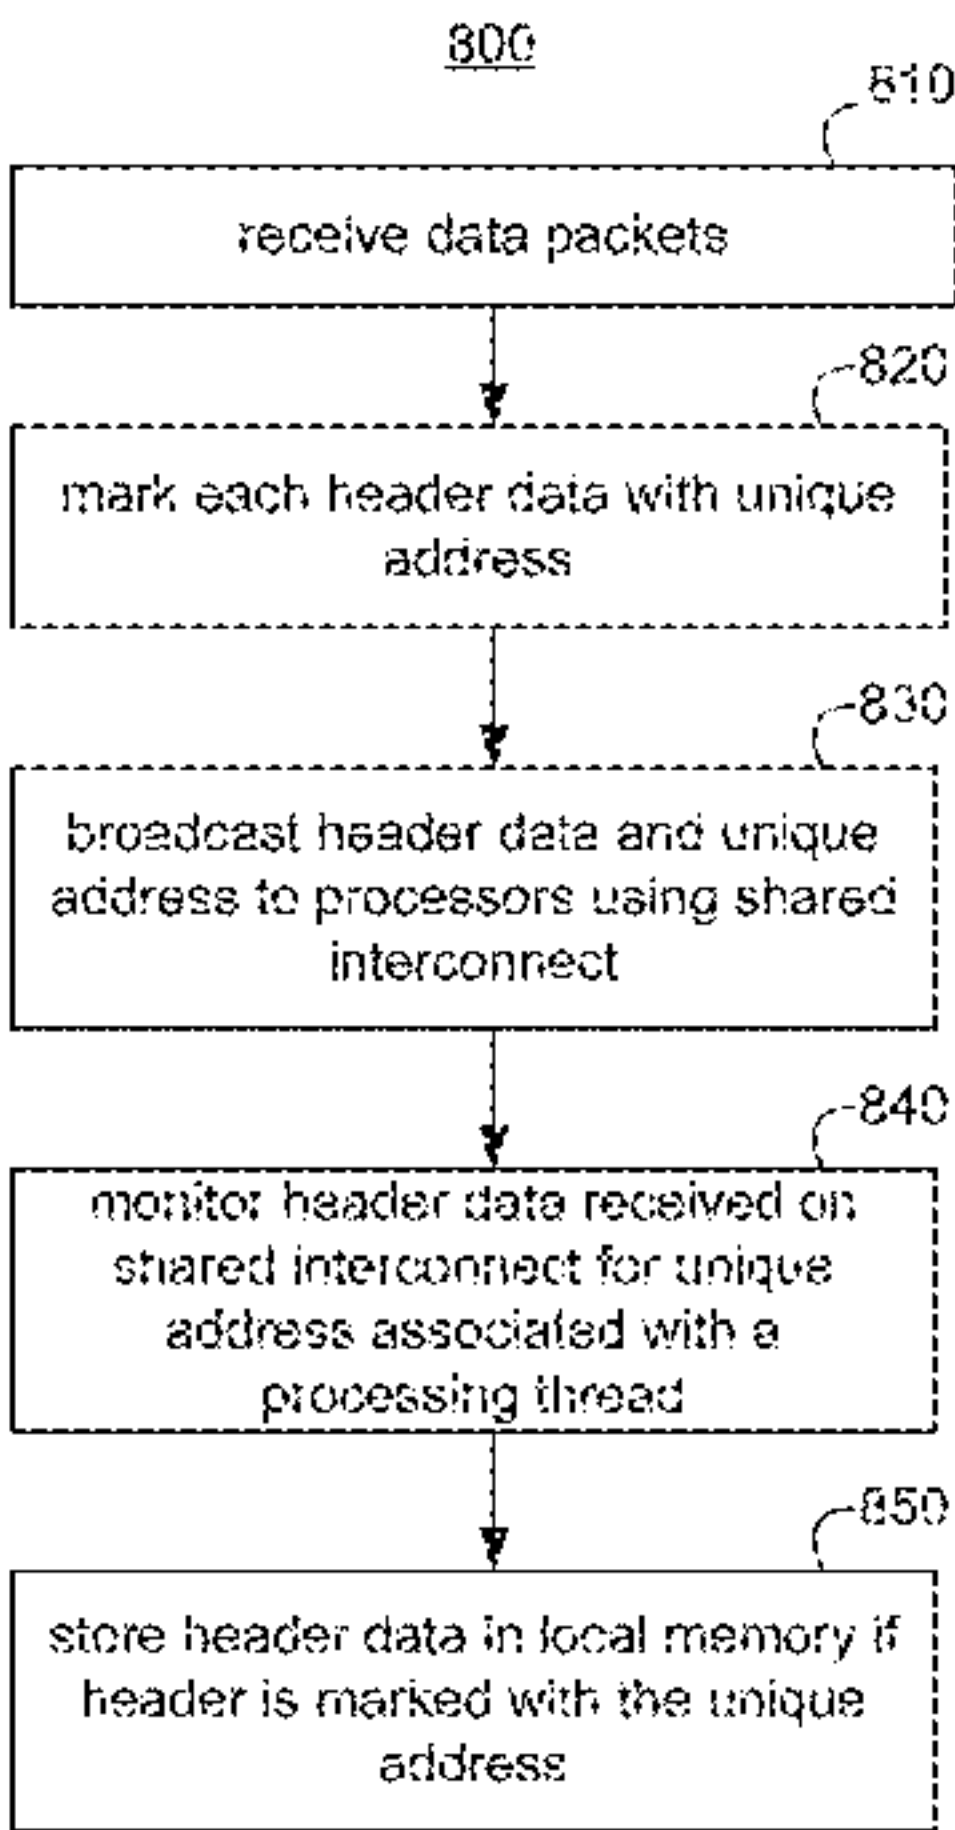 800
810
receive data packets
820
mark each header data with unique
address
830
broadcast header data and unique
address to processors using shared
interconnect
840
monitor header data received on
shared interconnect for unique
address associated with a
processing thread
850
store header data in local memory if
header is marked with the unique
address